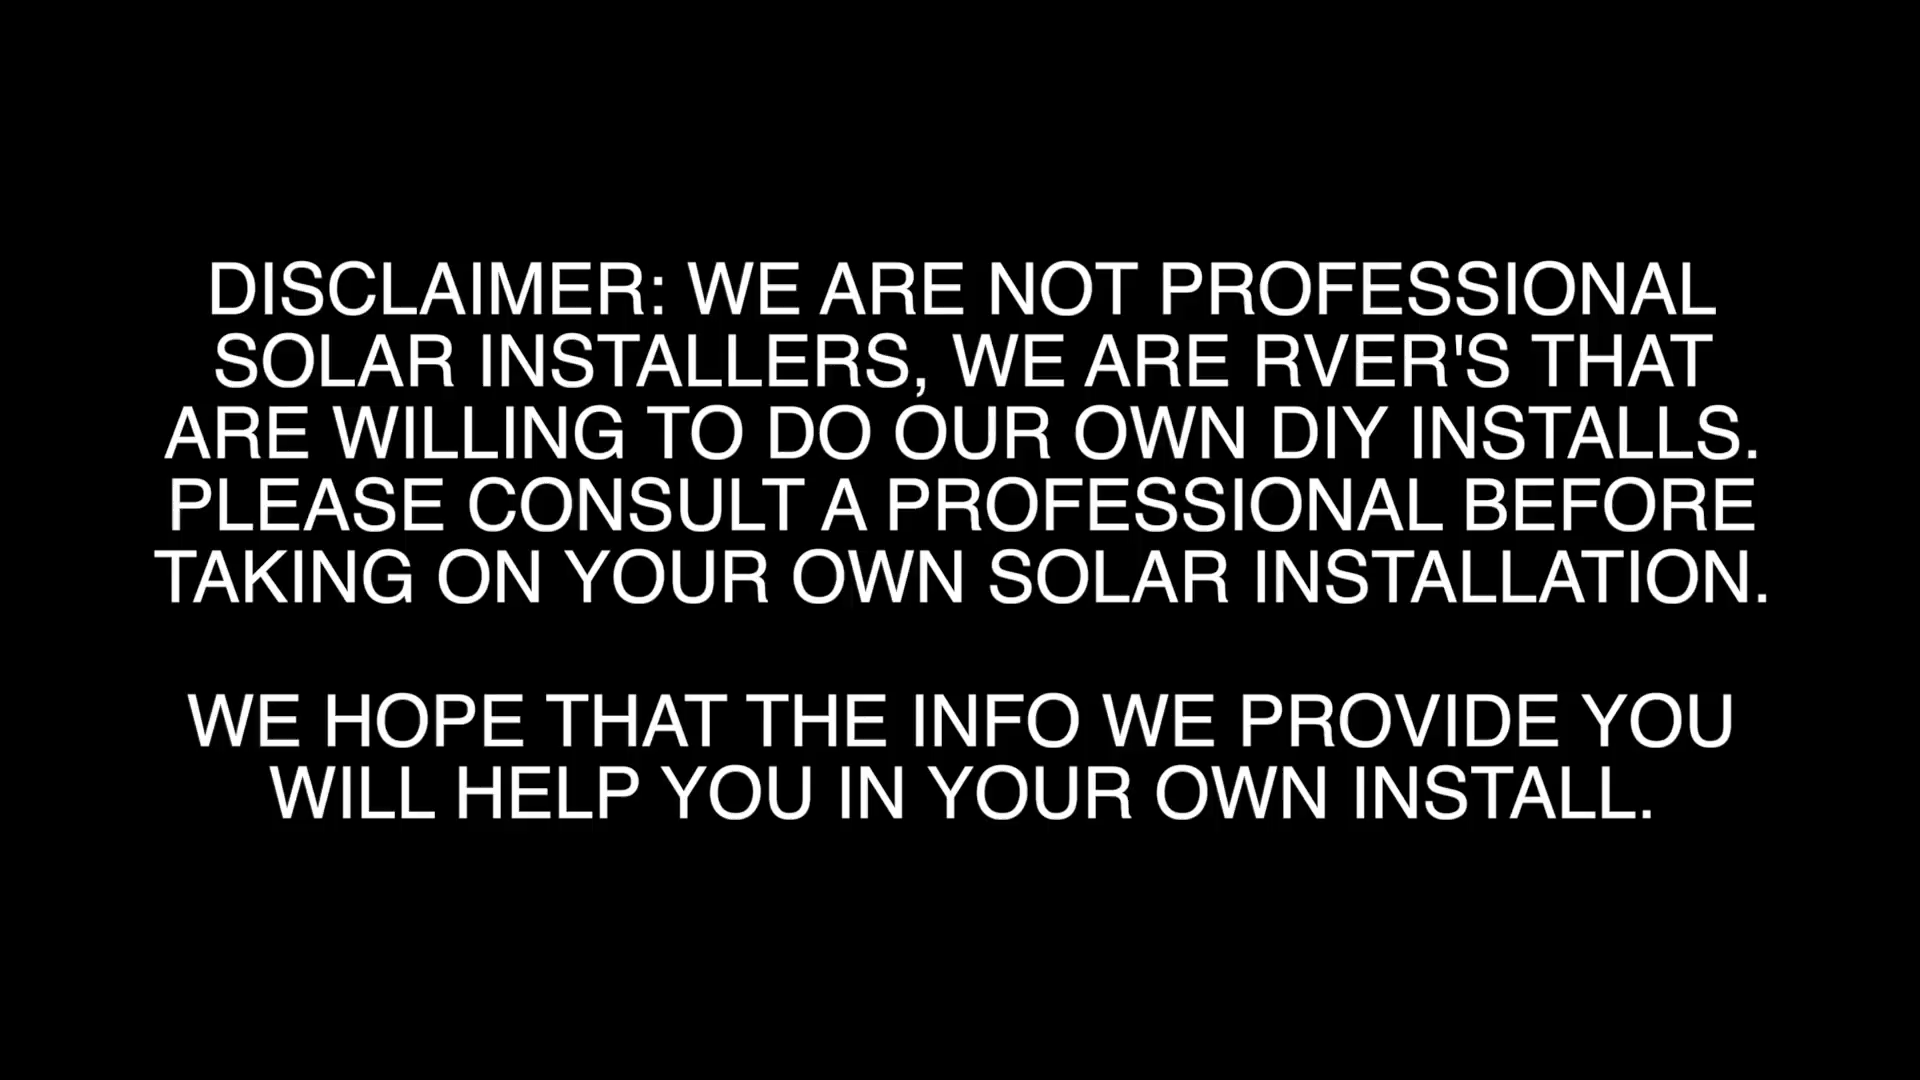 DISCLAIMER: WE ARE NOT PROFESSIONAL
SOLAR INSTALLERS, WE ARE RVER'S THAT
ARE WILLING TO DO OUR OWN DIY INSTALLS.
PLEASE CONSULT A PROFESSIONAL BEFORE
TAKING ON YOUR OWN SOLAR INSTALLATION.
WE HOPE THAT THE INFO WE PROVIDE YOU
WILL HELP YOU IN YOUR OWN INSTALL.